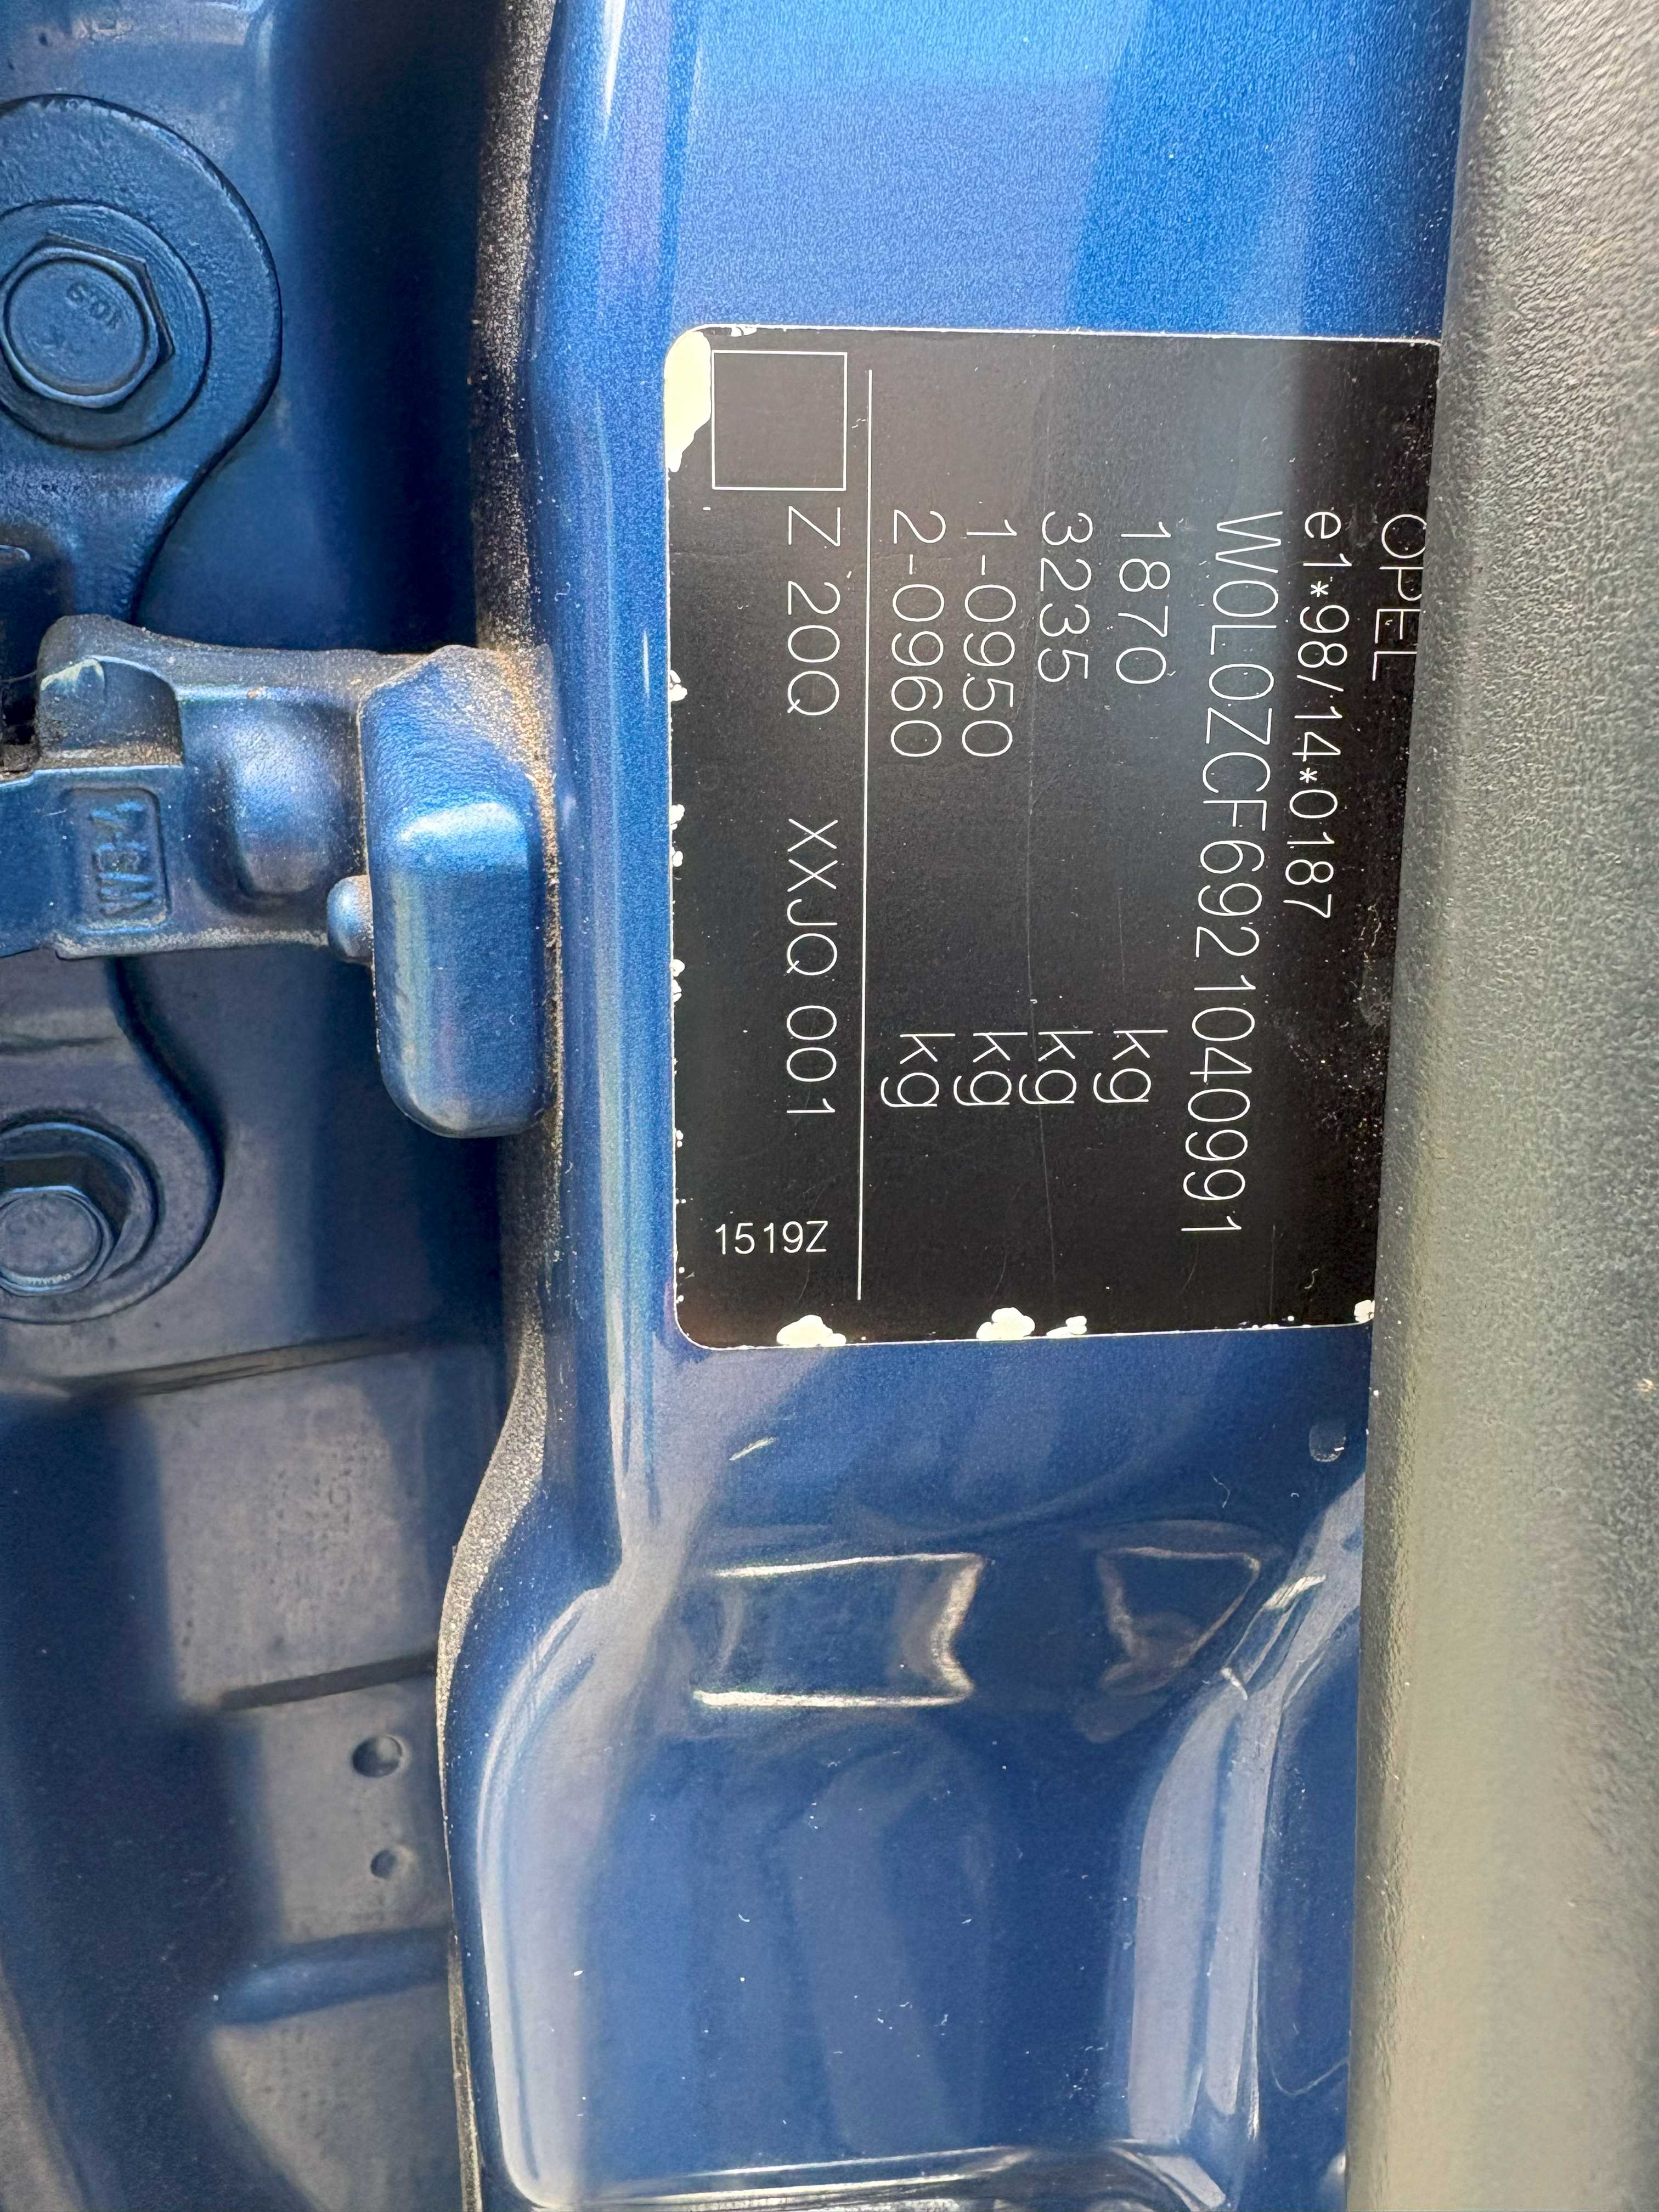 OPEL
e1*98/14*0187
W0L0ZCF6921040991
1870 kg
3235 kg
1-0950 kg
2-0960 kg
Z 20Q XXJQ 001
1519Z